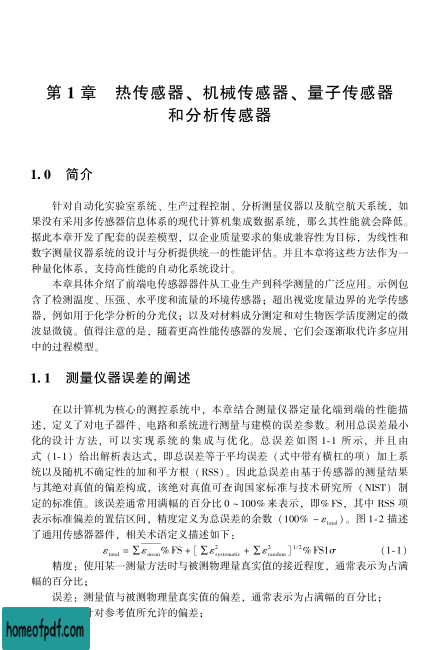 第 1 章　热传感器、机械传感器、量子传感器
和分析传感器
1. 0　简介
针对自动化实验室系统、生产过程控制、分析测量仪器以及航空航天系统，如
果没有采用多传感器信息体系的现代计算机集成数据系统，那么其性能就会降低。
据此本章开发了配套的误差模型，以企业质量要求的集成兼容性为目标，为线性和
数字测量仪器系统的设计与分析提供统一的性能评估。并且本章将这些方法作为一
种量化体系，支持高性能的自动化系统设计。
本章具体介绍了前端电传感器器件从工业生产到科学测量的广泛应用。示例包
含了检测温度、压强、水平度和流量的环境传感器；超出视觉度量边界的光学传感
器，例如用于化学分析的分光仪；以及对材料成分测定和对生物医学活度测定的微
波显微镜。值得注意的是，随着更高性能传感器的发展，它们会逐渐取代许多应用
中的过程模型。
1. 1　测量仪器误差的阐述
在以计算机为核心的测控系统中，本章结合测量仪器定量化端到端的性能描
述，定义了对电子器件、电路和系统进行测量与建模的误差参数。利用总误差最小
化的设计方法，可以实现系统的集成与优化。总误差如图 1-1 所示，并且由
式 (1-1) 给出解析表达式，即总误差等于平均误差（式中带有横杠的项）加上系
统以及随机不确定性的加和平方根（RSS）。因此总误差由基于传感器的测量结果
与其绝对真值的偏差构成，该绝对真值可查询国家标准与技术研究所（NIST）制
定的标准值。该误差通常用满幅的百分比 0 ~ 100% 来表示，即% FS，其中 RSS 项
表示标准偏差的置信区间，精度定义为总误差的余数（100% − εtotal）。图 1-2 描述
了通用传感器器件，相关术语定义描述如下：
εtotal = Σ ε̅mean % FS + [ Σ ε²systematic + Σ ε²random ]^1/2 % FS1σ (1-1)
精度：使用某一测量方法时与被测物理量真实值的接近程度，通常表示为占满
幅的百分比；
误差：测量值与被测物理量真实值的偏差，通常表示为占满幅的百分比；
对参考值所允许的偏差；
homeofpdf.com